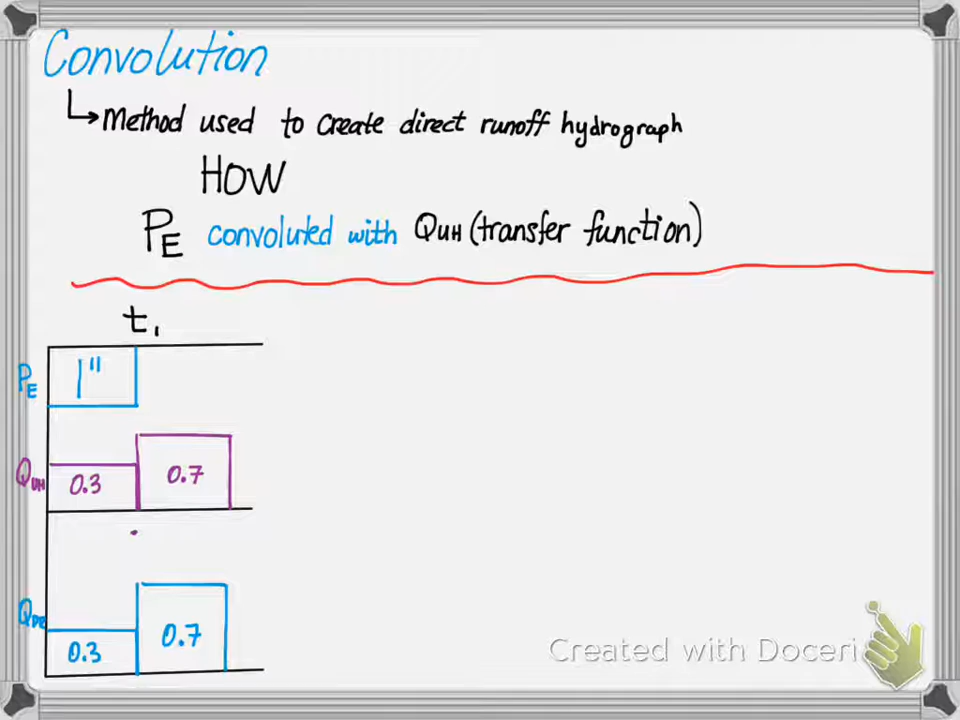 Convolution
Method used to create direct runoff hydrograph
HOW
PE convoluted with QUH (transfer function)
t1
PE 1"
QUH 0.3 0.7
QDR 0.3 0.7
Created with Doceri